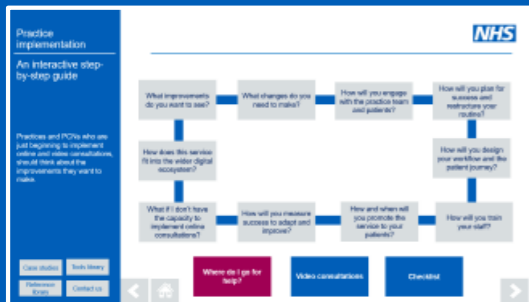 Practice
implementation
An interactive step-
by-step guide
Practices and PCNs who are
just beginning to implement
online and video consultations,
should think about the
improvements they want to
make.
Case studies
Tools library
Reference
library
Contact us
NHS
What improvements
do you want to see?
What changes do you
need to make?
How will you engage
with the practice team
and patients?
How will you plan for
success and
restructure your
routine?
How does this service
fit into the wider digital
ecosystem?
How will you design
your workflow and the
patient journey?
What if I don't have
the capacity to
implement online
consultations?
How will you measure
success to adapt and
improve?
How and when will
you promote the
service to your
patients?
How will you train
your staff?
Where do I go for
help?
Video consultations
Checklist